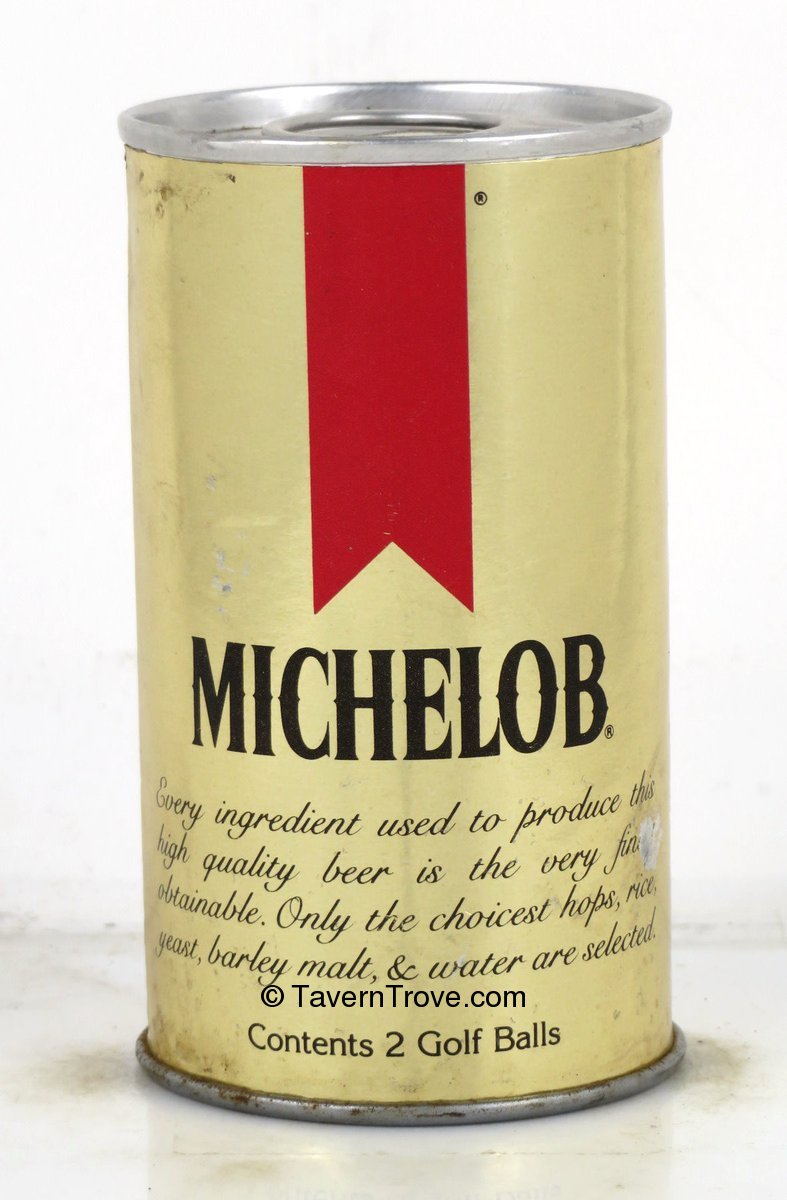 ®
MICHELOB®
Every ingredient used to produce this
high quality beer is the very
obtainable. Only the choicest hops, rice,
yeast, barley malt, & water are selected.
© TavernTrove.com
Contents 2 Golf Balls